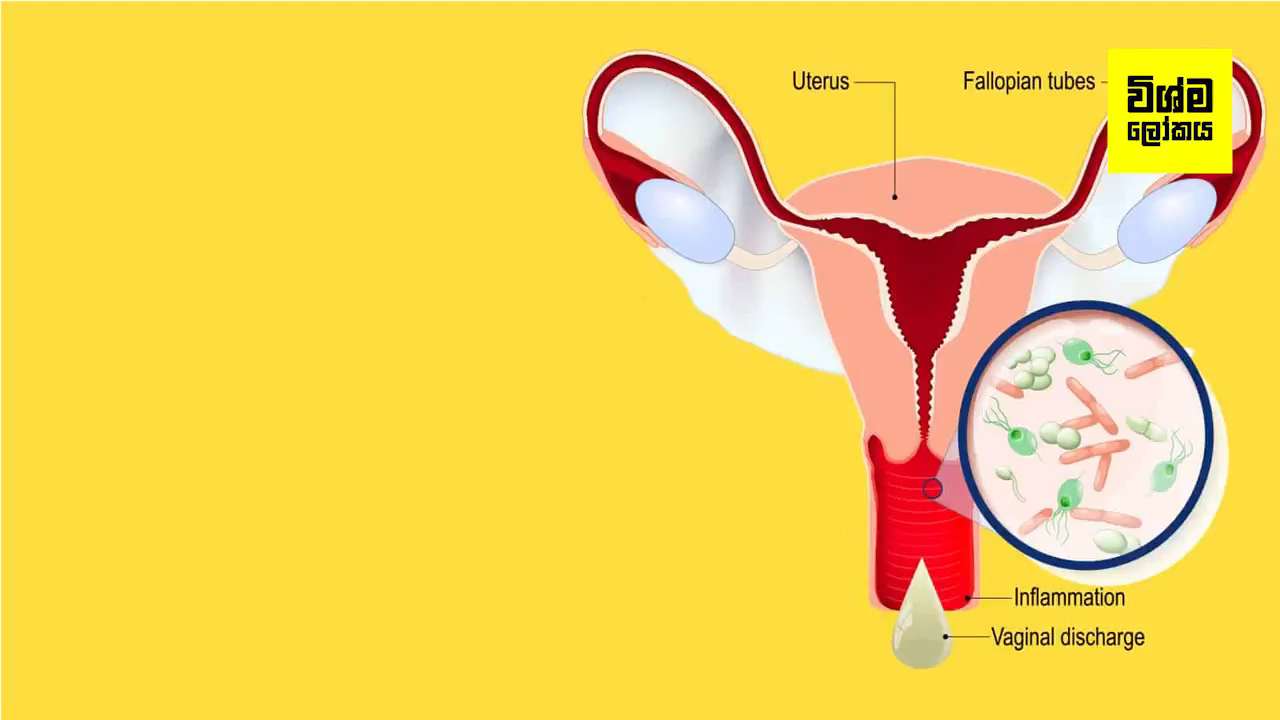 Uterus
Fallopian tubes
විශ්ම
ලෝකය
Inflammation
Vaginal discharge